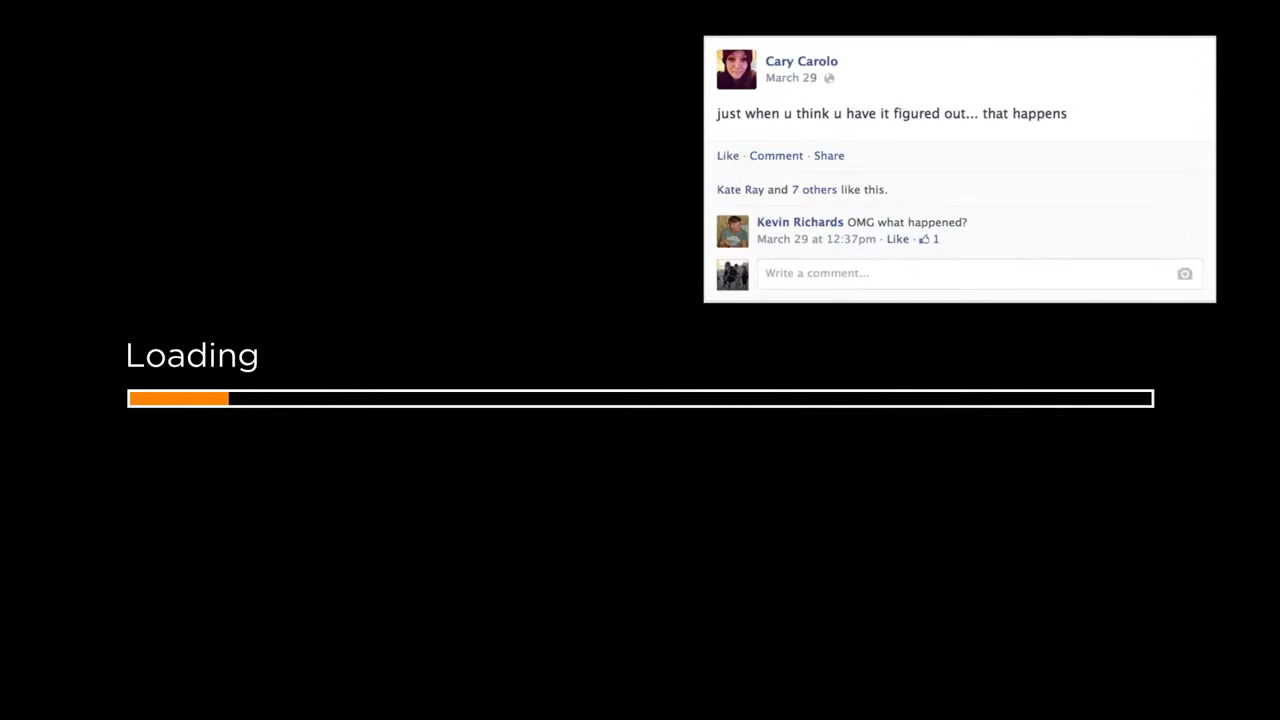 Cary Carolo
March 29
just when u think u have it figured out... that happens
Like · Comment · Share
Kate Ray and 7 others like this.
Kevin Richards OMG what happened?
March 29 at 12:37pm · Like · 1
Write a comment...
Loading